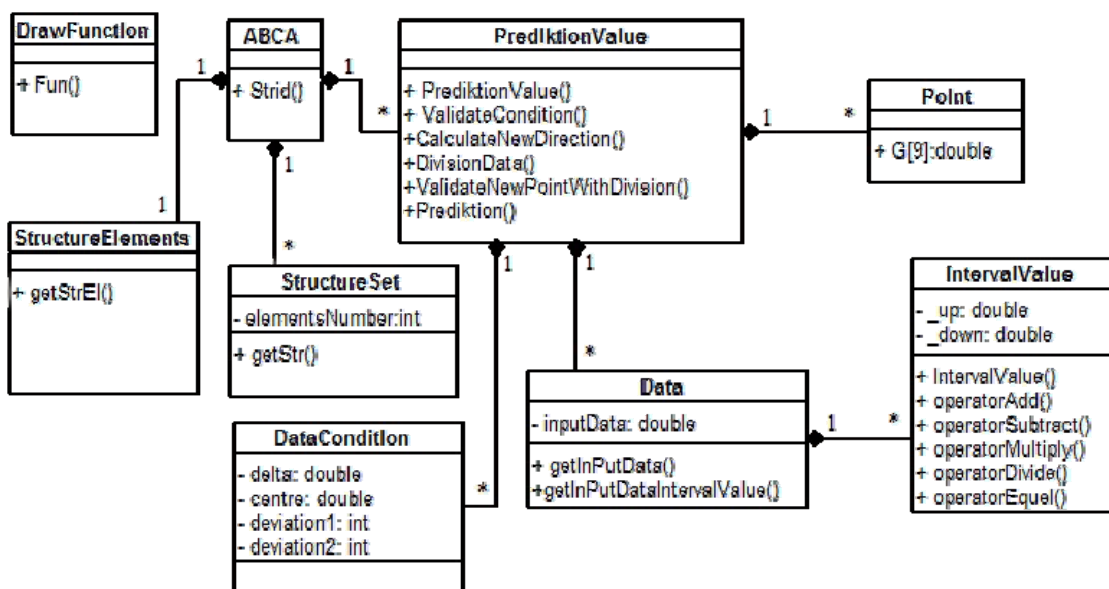 DrawFunction
+ Fun()
ABCA
+ Strid()
PrediktionValue
+ PrediktionValue()
+ ValidateCondition()
+CalculateNewDirection()
+DivisionData()
+ValidateNewPointWithDivision()
+Prediktion()
Point
+ G[9]:double
1
1
1
*
1
*
1
1
*
StructureElements
+ getStrEl()
StructureSet
- elementsNumber:int
+ getStr()
1
*
1
*
DataCondition
- delta: double
- centre: double
- deviation1: int
- deviation2: int
Data
- inputData: double
+ getInPutData()
+getInPutDataIntervalValue()
1
*
IntervalValue
- _up: double
- _down: double
+ IntervalValue()
+ operatorAdd()
+ operatorSubtract()
+ operatorMultiply()
+ operatorDivide()
+ operatorEquel()